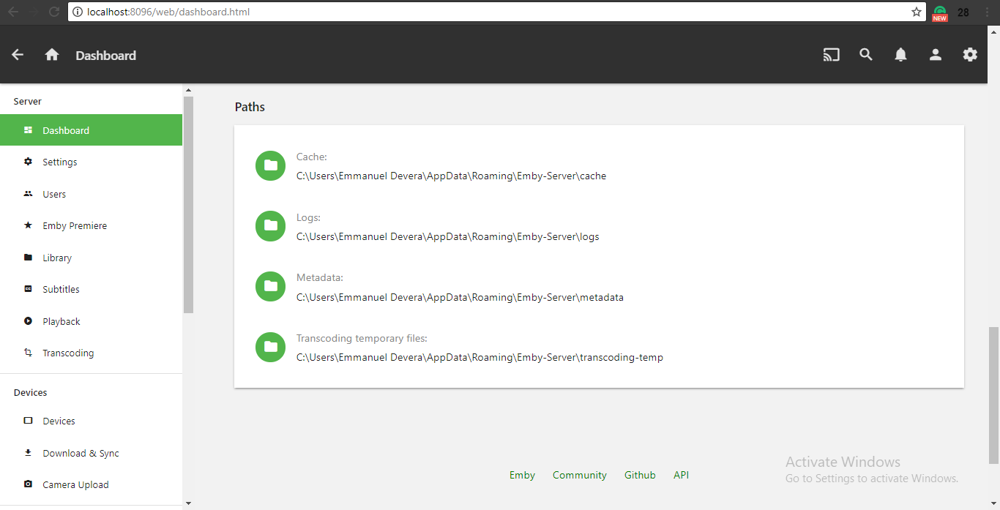 localhost:8096/web/dashboard.html
NEW
28
Dashboard
Server
Dashboard
Settings
Users
Emby Premiere
Library
Subtitles
Playback
Transcoding
Devices
Devices
Download & Sync
Camera Upload
Paths
Cache:
C:\Users\Emmanuel Devera\AppData\Roaming\Emby-Server\cache
Logs:
C:\Users\Emmanuel Devera\AppData\Roaming\Emby-Server\logs
Metadata:
C:\Users\Emmanuel Devera\AppData\Roaming\Emby-Server\metadata
Transcoding temporary files:
C:\Users\Emmanuel Devera\AppData\Roaming\Emby-Server\transcoding-temp
Emby Community Github API
Activate Windows
Go to Settings to activate Windows.